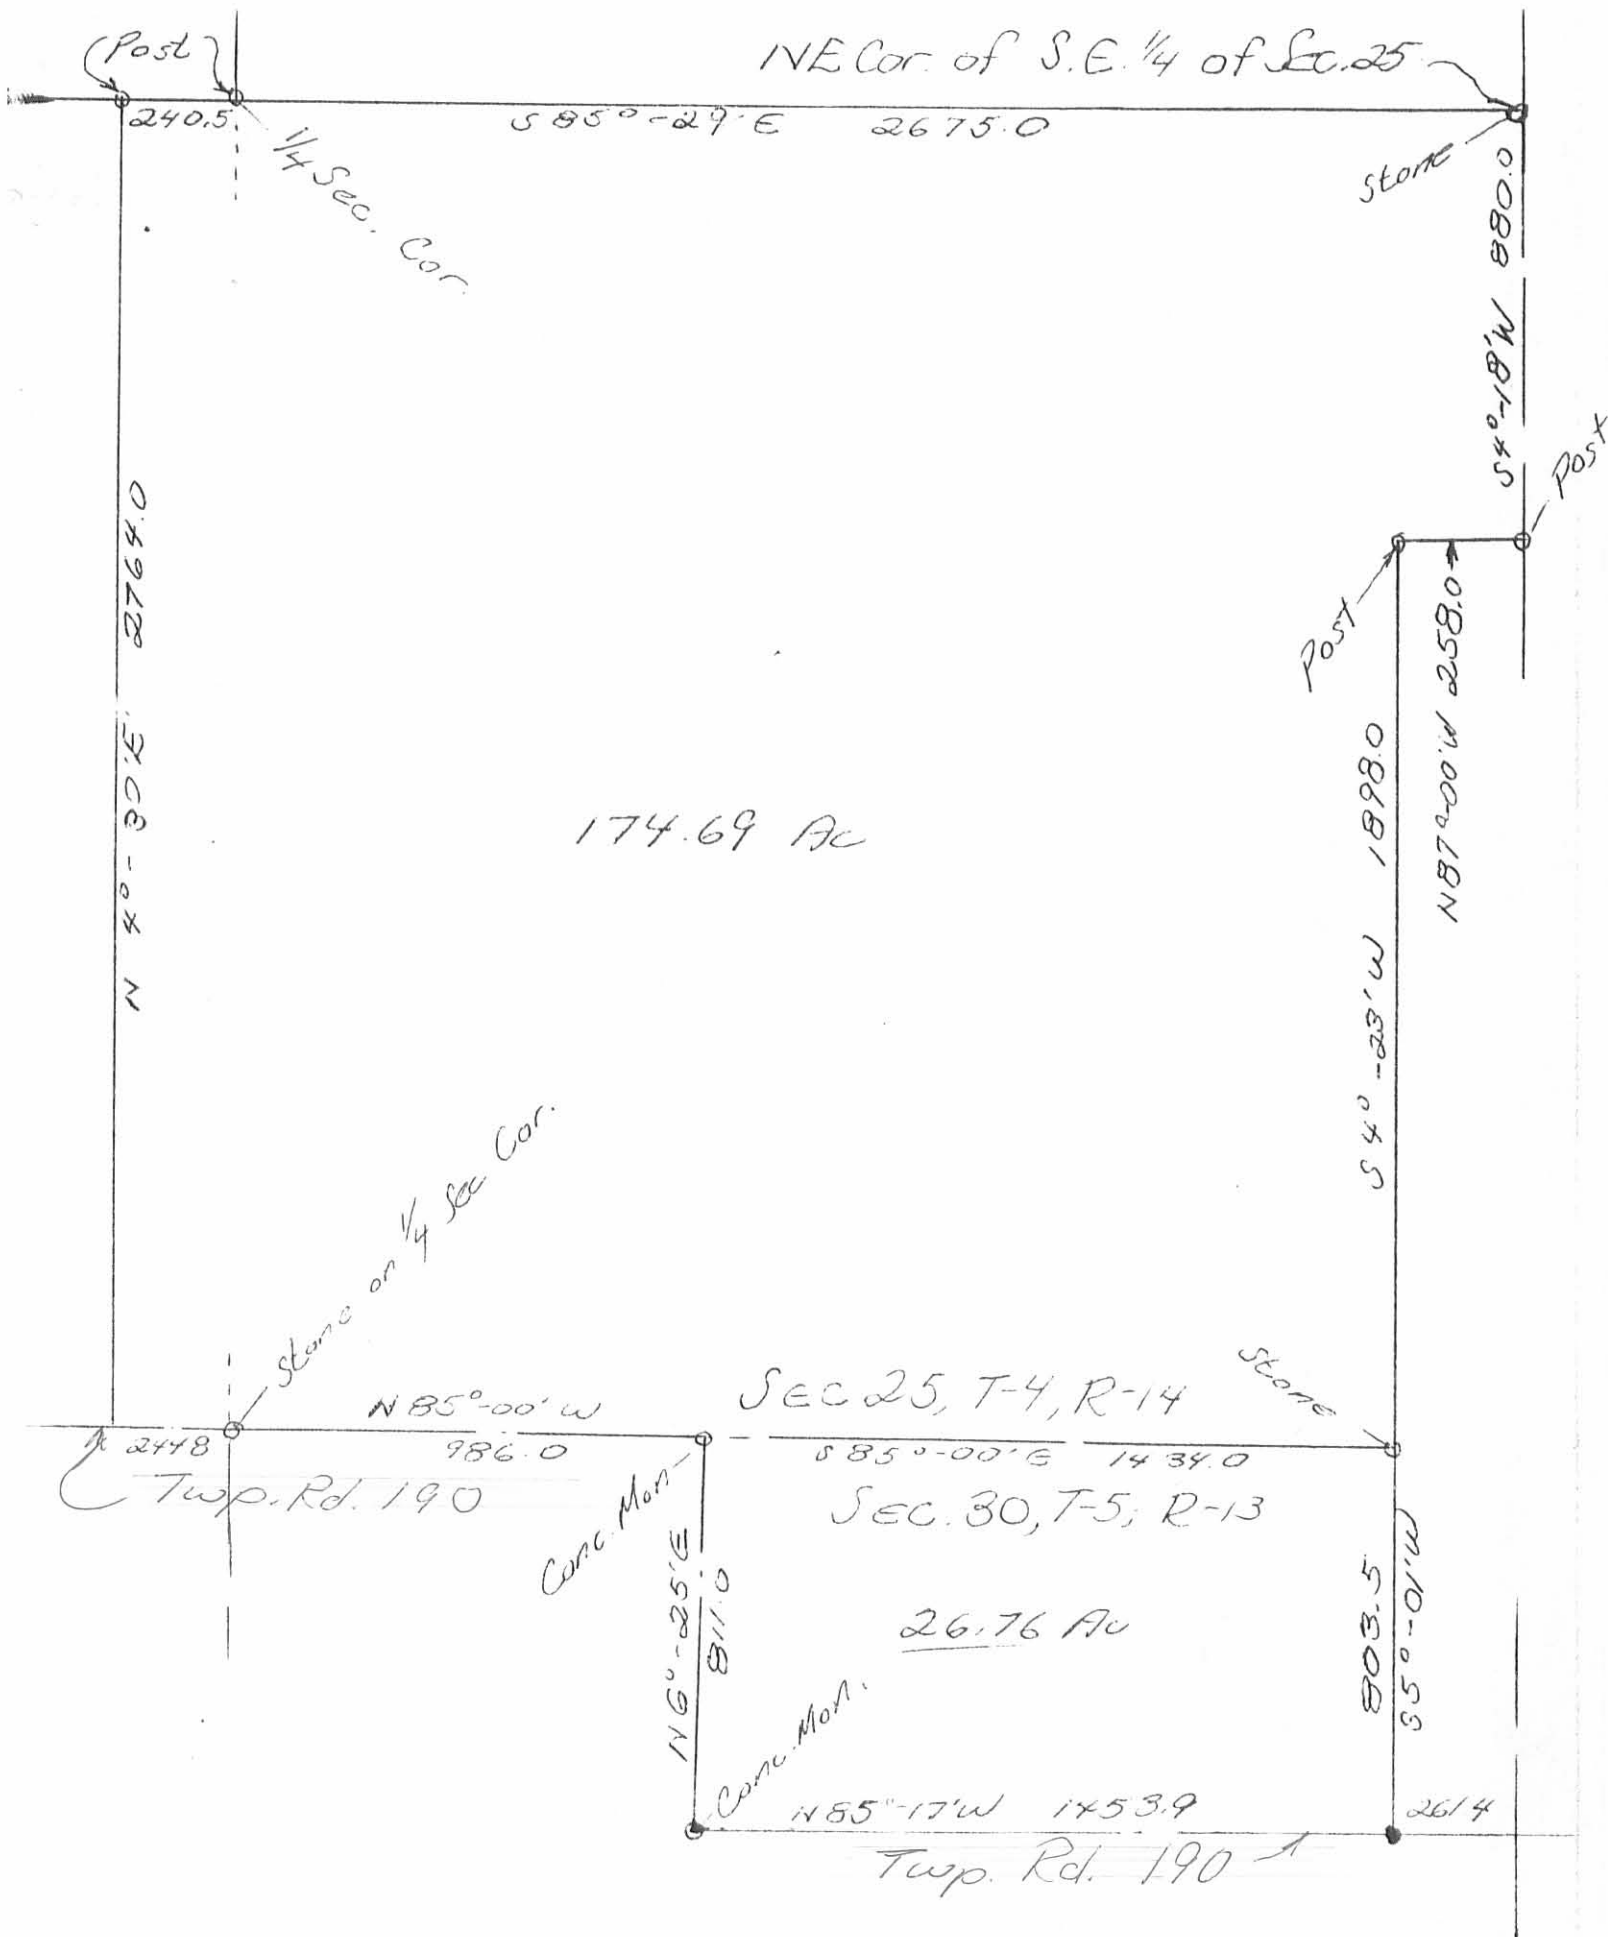 Post
NE Cor. of S.E. 1/4 of Sec. 25
240.5
S 85° - 29' E 2675.0
1/4 Sec. Cor.
Stone
S 4° - 18' W 880.0
Post
Post
N 87° - 00' W 258.0
N 4° - 30' E 2764.0
S 4° - 23' W 1898.0
174.69 Ac
Stone on 1/4 Sec Cor.
Stone
N 85° - 00' W
986.0
SEC 25, T-4, R-14
S 85° - 00' E 1434.0
2448
Twp. Rd. 190
SEC. 30, T-5; R-13
Conc. Mon
N 6° - 25' E
811.0
803.5
S 5° - 01' W
26.76 Ac
Conc. Mon.
N 85° - 17' W 1453.9
2614
Twp. Rd. 190